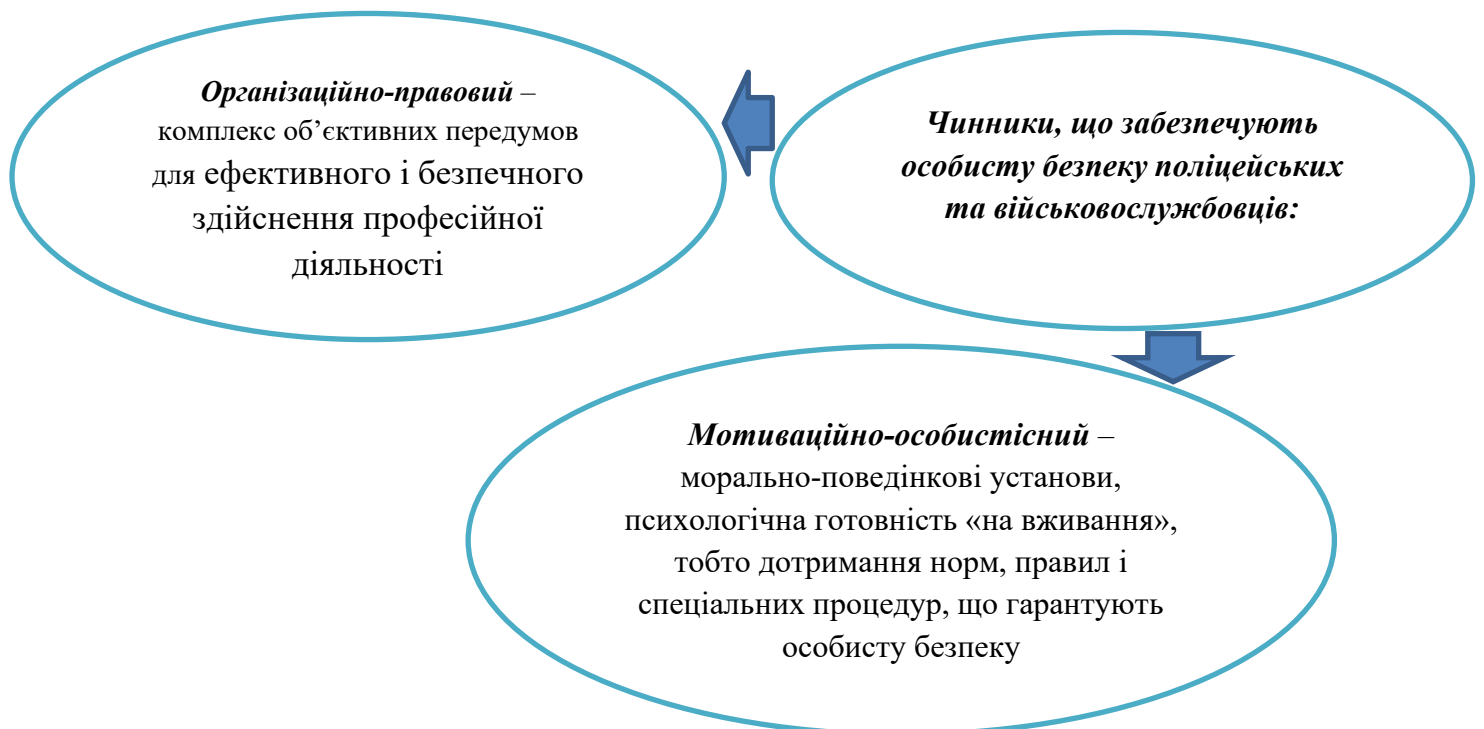 Організаційно-правовий –
комплекс об’єктивних передумов
для ефективного і безпечного
здійснення професійної
діяльності
Чинники, що забезпечують
особисту безпеку поліцейських
та військовослужбовців:
Мотиваційно-особистісний –
морально-поведінкові установи,
психологічна готовність «на вживання»,
тобто дотримання норм, правил і
спеціальних процедур, що гарантують
особисту безпеку